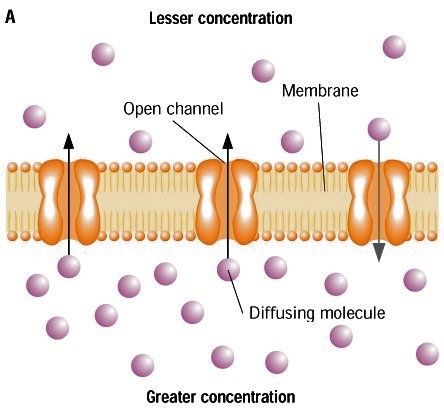 A
Lesser concentration
Membrane
Open channel
Diffusing molecule
Greater concentration